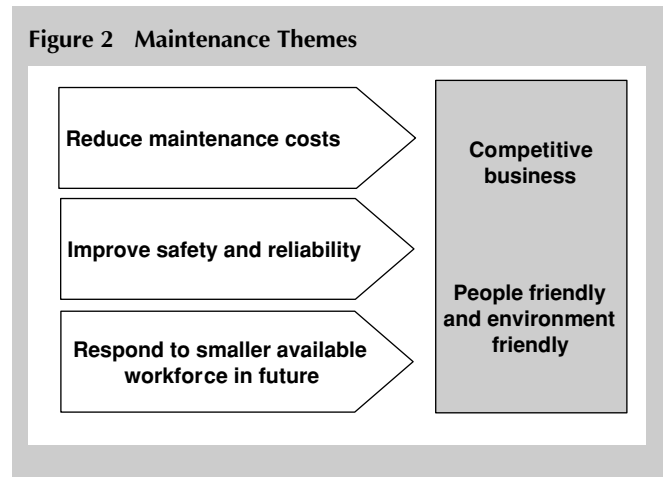 Figure 2 Maintenance Themes
Reduce maintenance costs
Improve safety and reliability
Respond to smaller available
workforce in future
Competitive
business
People friendly
and environment
friendly